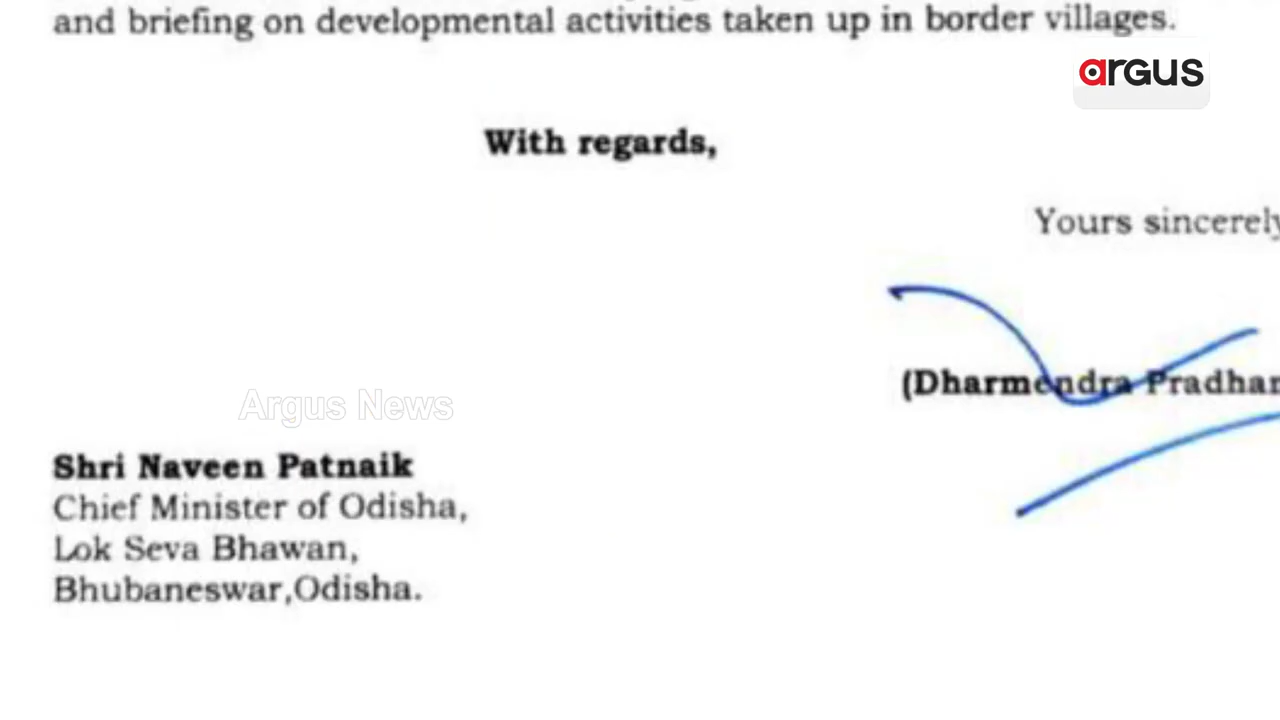 and briefing on developmental activities taken up in border villages.
argus
With regards,
Yours sincerely
(Dharmendra Pradhan
Argus News
Shri Naveen Patnaik
Chief Minister of Odisha,
Lok Seva Bhawan,
Bhubaneswar,Odisha.